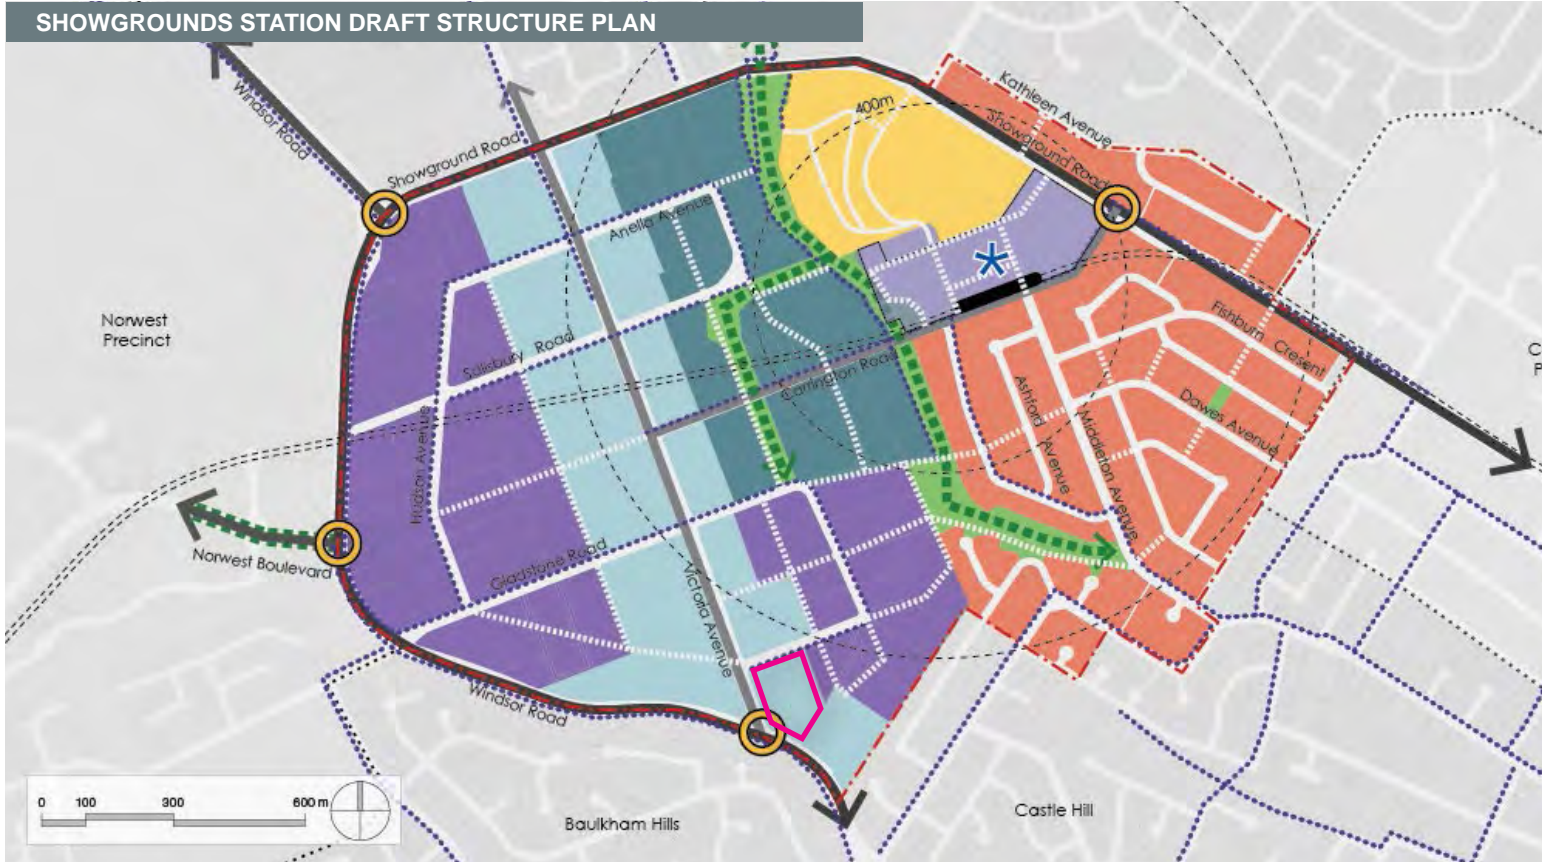 SHOWGROUNDS STATION DRAFT STRUCTURE PLAN
Kathleen Avenue
Windsor Road
400m
Showground Road
Showground Road
Anella Avenue
Norwest
Precinct
Salisbury Road
Fishburn Cresent
C
P
Carrington Road
Ashford Avenue
Middleton Avenue
Dawes Avenue
Hudson Avenue
Norwest Boulevard
Gladstone Road
Victoria Avenue
Windsor Road
0 100 300 600 m
Baulkham Hills
Castle Hill